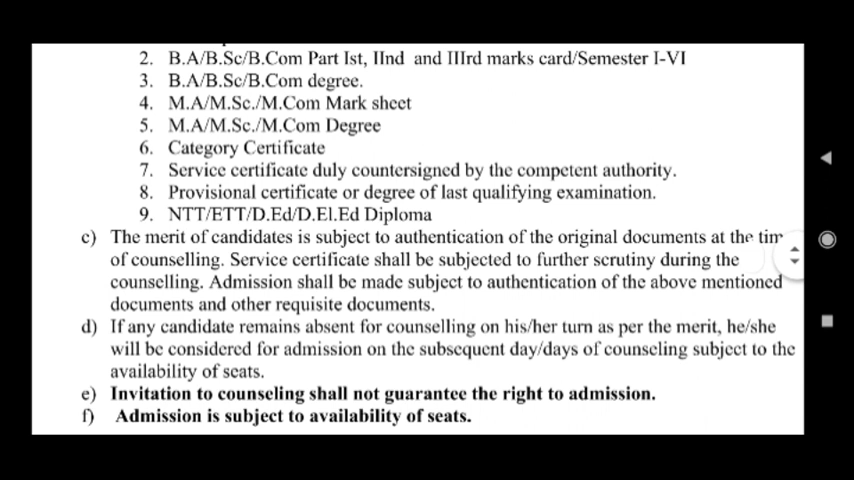 2. B.A/B.Sc/B.Com Part Ist, IInd and IIIrd marks card/Semester I-VI
3. B.A/B.Sc/B.Com degree.
4. M.A/M.Sc./M.Com Mark sheet
5. M.A/M.Sc./M.Com Degree
6. Category Certificate
7. Service certificate duly countersigned by the competent authority.
8. Provisional certificate or degree of last qualifying examination.
9. NTT/ETT/D.Ed/D.El.Ed Diploma
c) The merit of candidates is subject to authentication of the original documents at the tim
of counselling. Service certificate shall be subjected to further scrutiny during the
counselling. Admission shall be made subject to authentication of the above mentioned
documents and other requisite documents.
d) If any candidate remains absent for counselling on his/her turn as per the merit, he/she
will be considered for admission on the subsequent day/days of counseling subject to the
availability of seats.
e) Invitation to counseling shall not guarantee the right to admission.
f) Admission is subject to availability of seats.